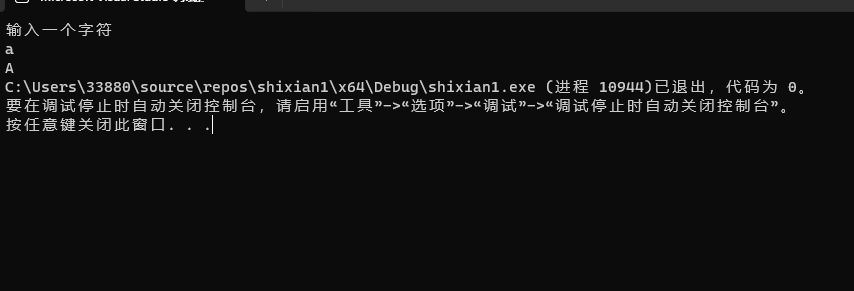 输入一个字符
a
A
C:\Users\33880\source\repos\shixian1\x64\Debug\shixian1.exe (进程 10944)已退出，代码为 0。
要在调试停止时自动关闭控制台，请启用“工具”->“选项”->“调试”->“调试停止时自动关闭控制台”。
按任意键关闭此窗口. . .